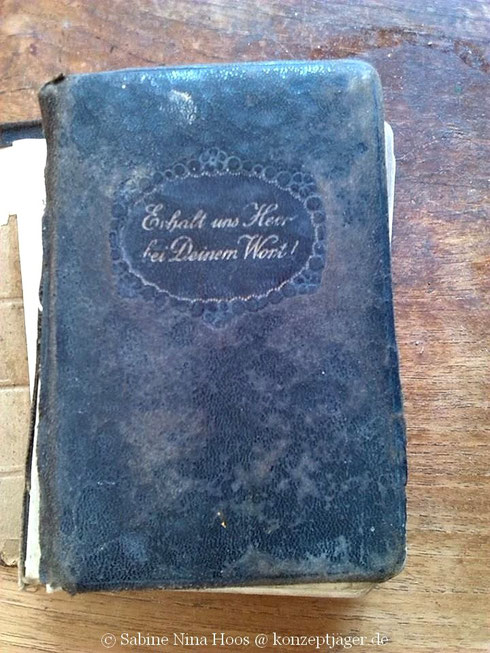 Erhalt uns Herr
bei Deinem Wort!
© Sabine Nina Hoos @ konzeptjager.de